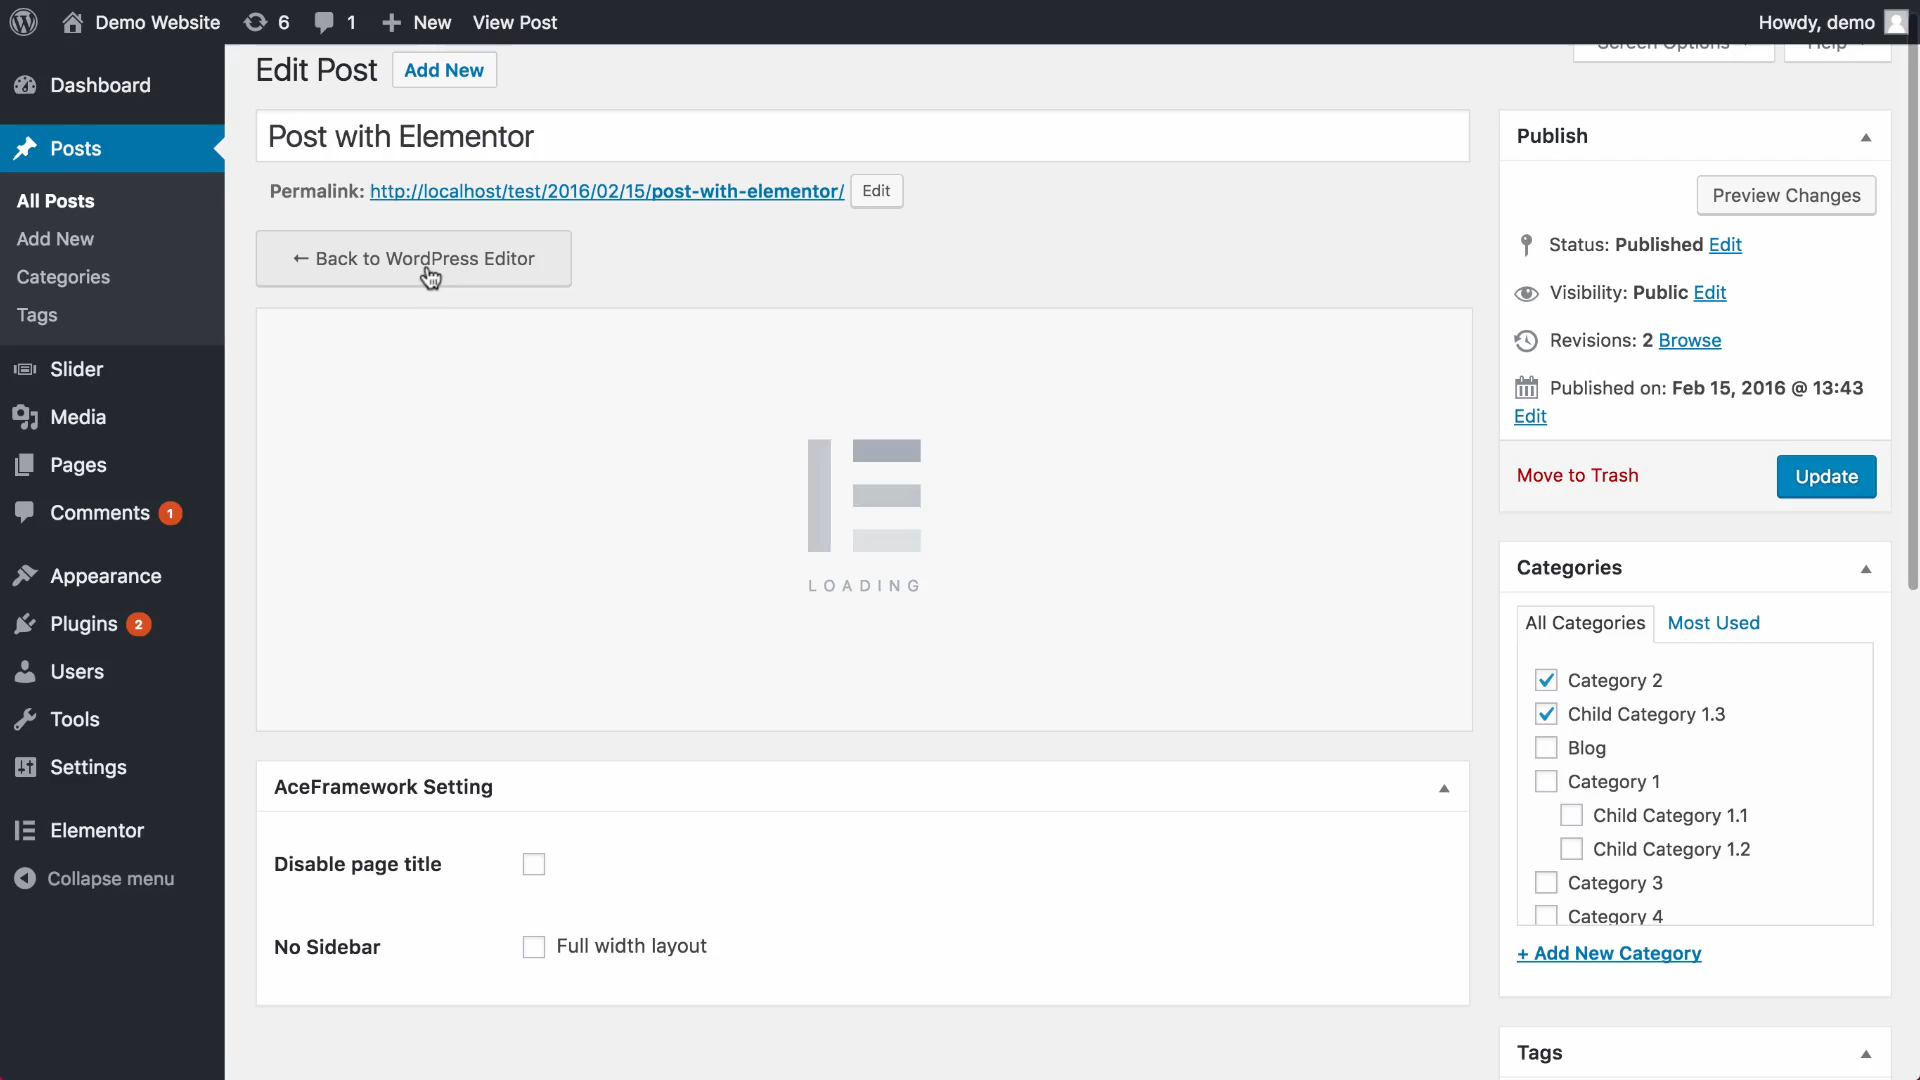 Demo Website 6 1 New View Post Howdy, demo
Screen Options Help
Dashboard
Posts
All Posts
Add New
Categories
Tags
Slider
Media
Pages
Comments 1
Appearance
Plugins 2
Users
Tools
Settings
Elementor
Collapse menu
Edit Post Add New
Post with Elementor
Permalink: http://localhost/test/2016/02/15/post-with-elementor/ Edit
← Back to WordPress Editor
LOADING
AceFramework Setting
Disable page title
No Sidebar Full width layout
Publish
Preview Changes
Status: Published Edit
Visibility: Public Edit
Revisions: 2 Browse
Published on: Feb 15, 2016 @ 13:43
Edit
Move to Trash Update
Categories
All Categories Most Used
Category 2
Child Category 1.3
Blog
Category 1
Child Category 1.1
Child Category 1.2
Category 3
Category 4
+ Add New Category
Tags